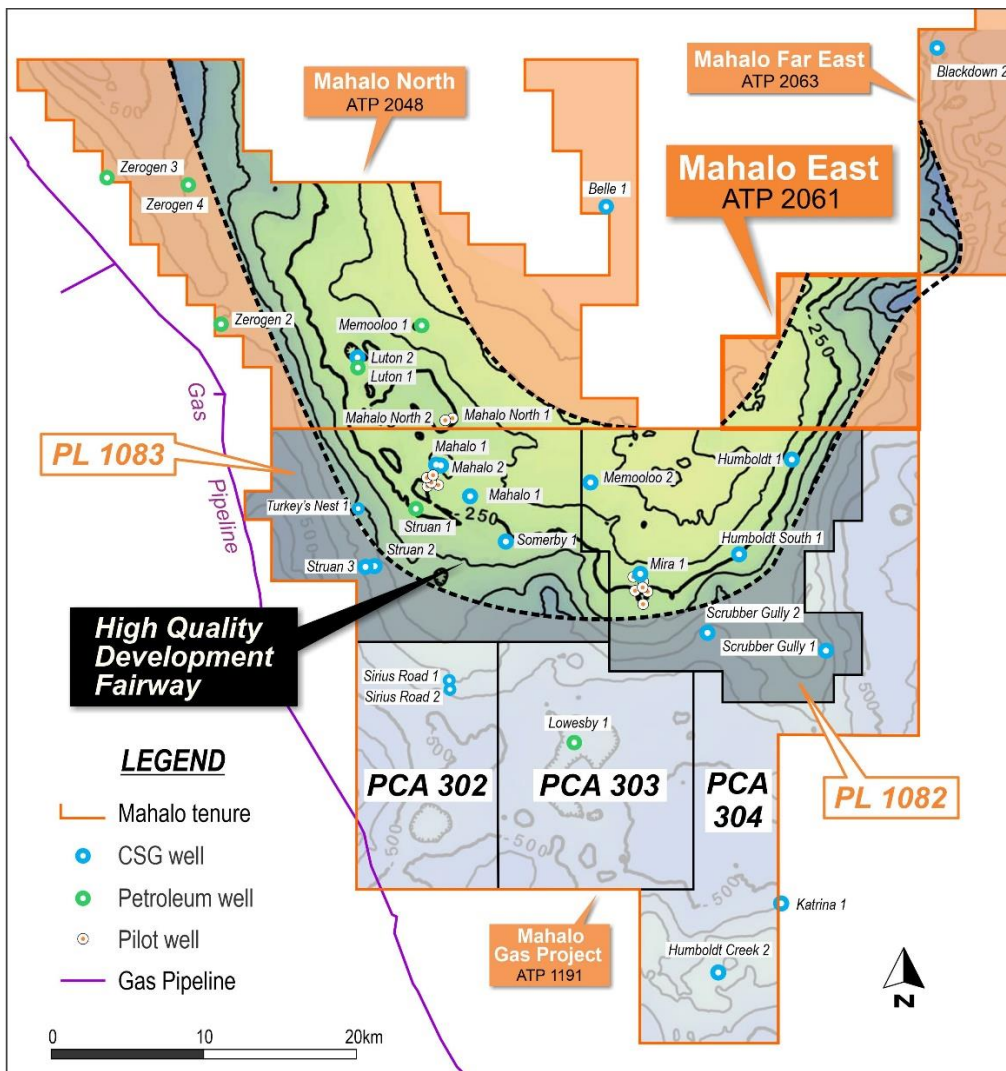 Mahalo North
ATP 2048
Mahalo Far East
ATP 2063
Blackdown 2
Mahalo East
ATP 2061
-500
Zerogen 3
Zerogen 4
Belle 1
Zerogen 2
Memooloo 1
Luton 2
Luton 1
-250
-500
Mahalo North 2
Mahalo North 1
Gas
Pipeline
PL 1083
Mahalo 1
Mahalo 2
Mahalo 1
Memooloo 2
Humboldt 1
Turkey's Nest 1
Struan 1
-250
Somerby 1
Humboldt South 1
Struan 2
Struan 3
Mira 1
High Quality
Development
Fairway
Scrubber Gully 2
Scrubber Gully 1
Sirius Road 1
Sirius Road 2
Lowesby 1
PCA 302
PCA 303
PCA
304
PL 1082
-500
-500
-500
LEGEND
Mahalo tenure
CSG well
Petroleum well
Pilot well
Gas Pipeline
Mahalo
Gas Project
ATP 1191
Katrina 1
Humboldt Creek 2
N
0
10
20km